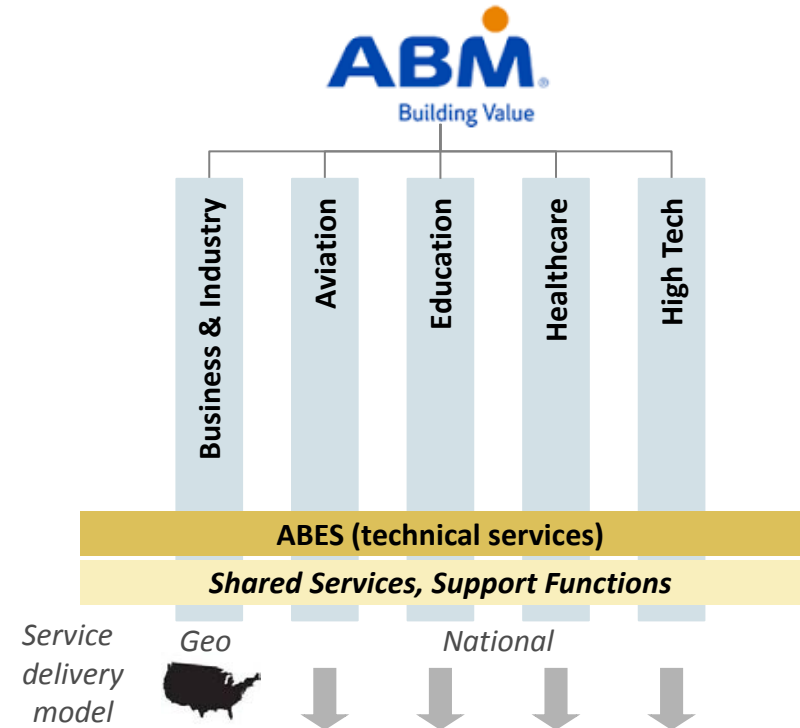 ABM®
Building Value
Business & Industry
Aviation
Education
Healthcare
High Tech
ABES (technical services)
Shared Services, Support Functions
Service
delivery
model
Geo
National